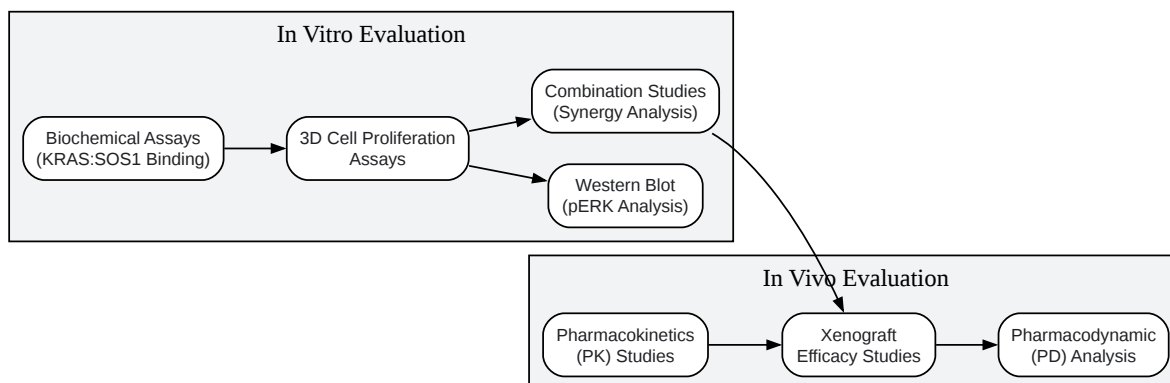 In Vitro Evaluation
Biochemical Assays
(KRAS:SOS1 Binding)
3D Cell Proliferation
Assays
Combination Studies
(Synergy Analysis)
Western Blot
(pERK Analysis)
In Vivo Evaluation
Pharmacokinetics
(PK) Studies
Xenograft
Efficacy Studies
Pharmacodynamic
(PD) Analysis